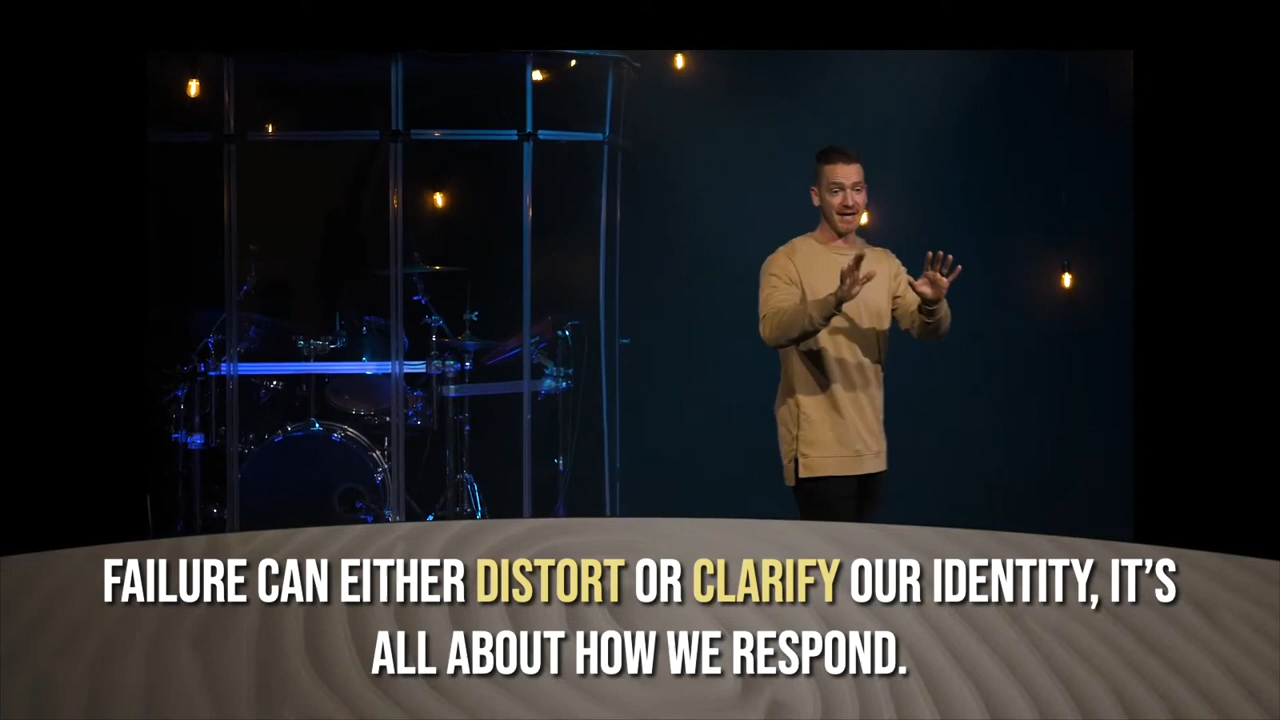 FAILURE CAN EITHER DISTORT OR CLARIFY OUR IDENTITY, IT'S
ALL ABOUT HOW WE RESPOND.